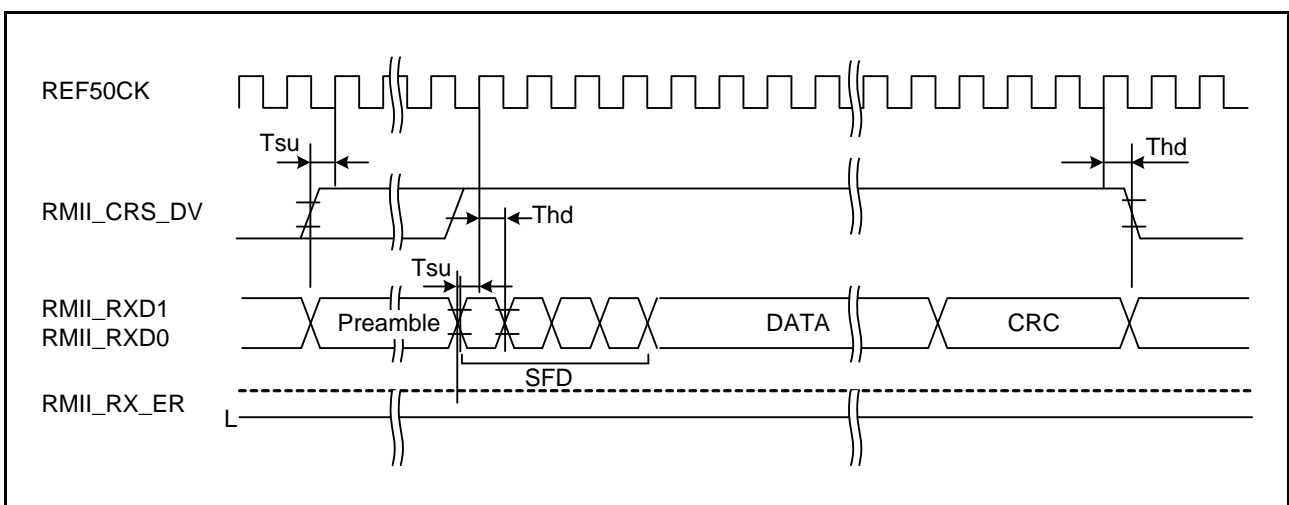 REF50CK
Tsu
Thd
RMII_CRS_DV
Thd
Tsu
RMII_RXD1
RMII_RXD0
Preamble
DATA
CRC
SFD
RMII_RX_ER
L